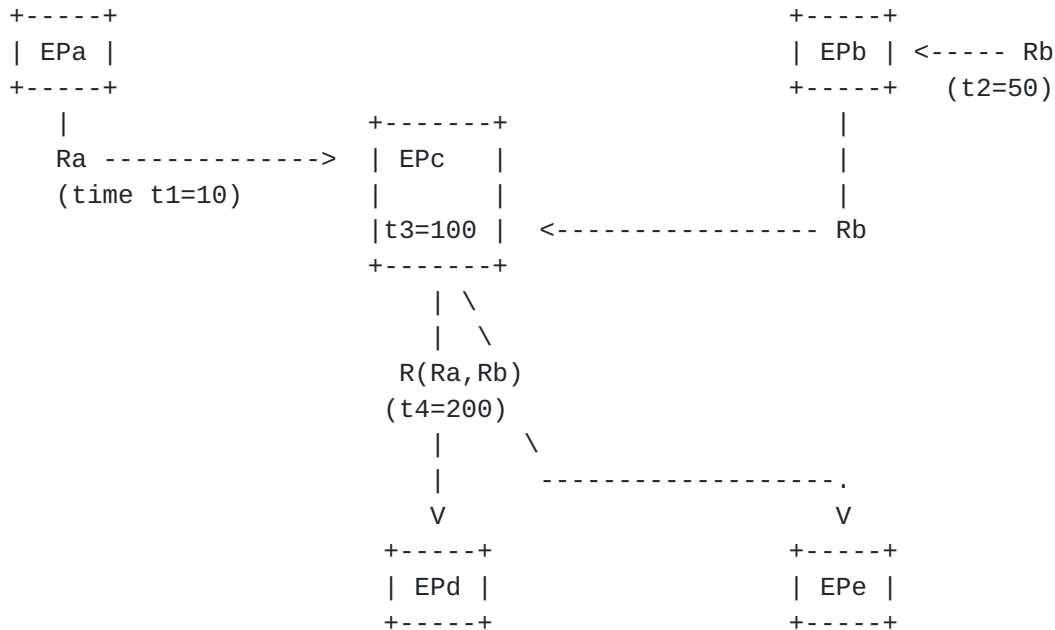 +-----+                                          +-----+
| EPa |                                          | EPb | <----- Rb
+-----+                                          +-----+   (t2=50)
   |                  +-------+                     |
   Ra -------------->  | EPc   |                    |
   (time t1=10)       |       |                     |
                      |t3=100 |  <----------------- Rb
                      +-------+
                          | \
                          |  \
                        R(Ra,Rb)
                       (t4=200)
                          |     \
                          |      -------------------.
                          V                         V
                       +-----+                   +-----+
                       | EPd |                   | EPe |
                       +-----+                   +-----+